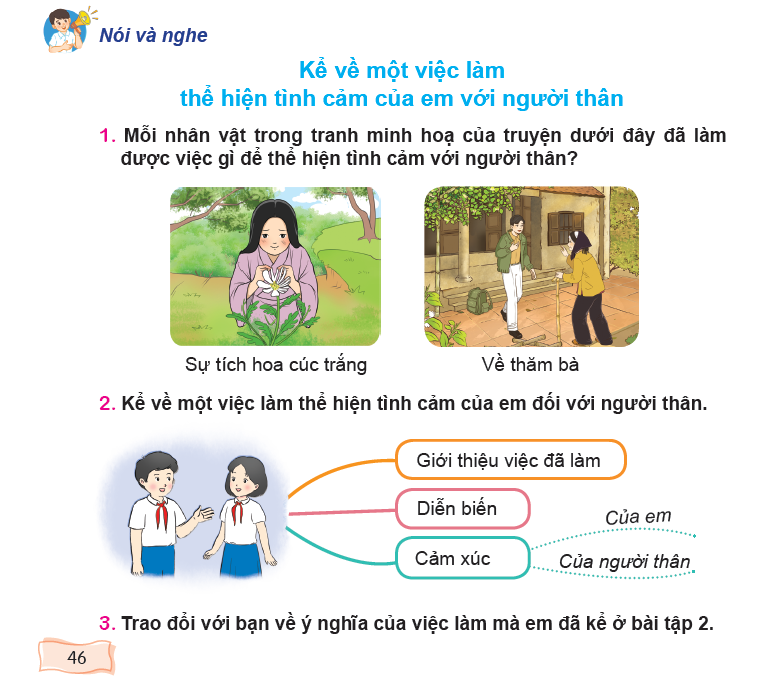 Nói và nghe
Kể về một việc làm
thể hiện tình cảm của em với người thân
1. Mỗi nhân vật trong tranh minh hoạ của truyện dưới đây đã làm
được việc gì để thể hiện tình cảm với người thân?
Sự tích hoa cúc trắng
Về thăm bà
2. Kể về một việc làm thể hiện tình cảm của em đối với người thân.
Giới thiệu việc đã làm
Diễn biến
Cảm xúc
Của em
Của người thân
3. Trao đổi với bạn về ý nghĩa của việc làm mà em đã kể ở bài tập 2.
46